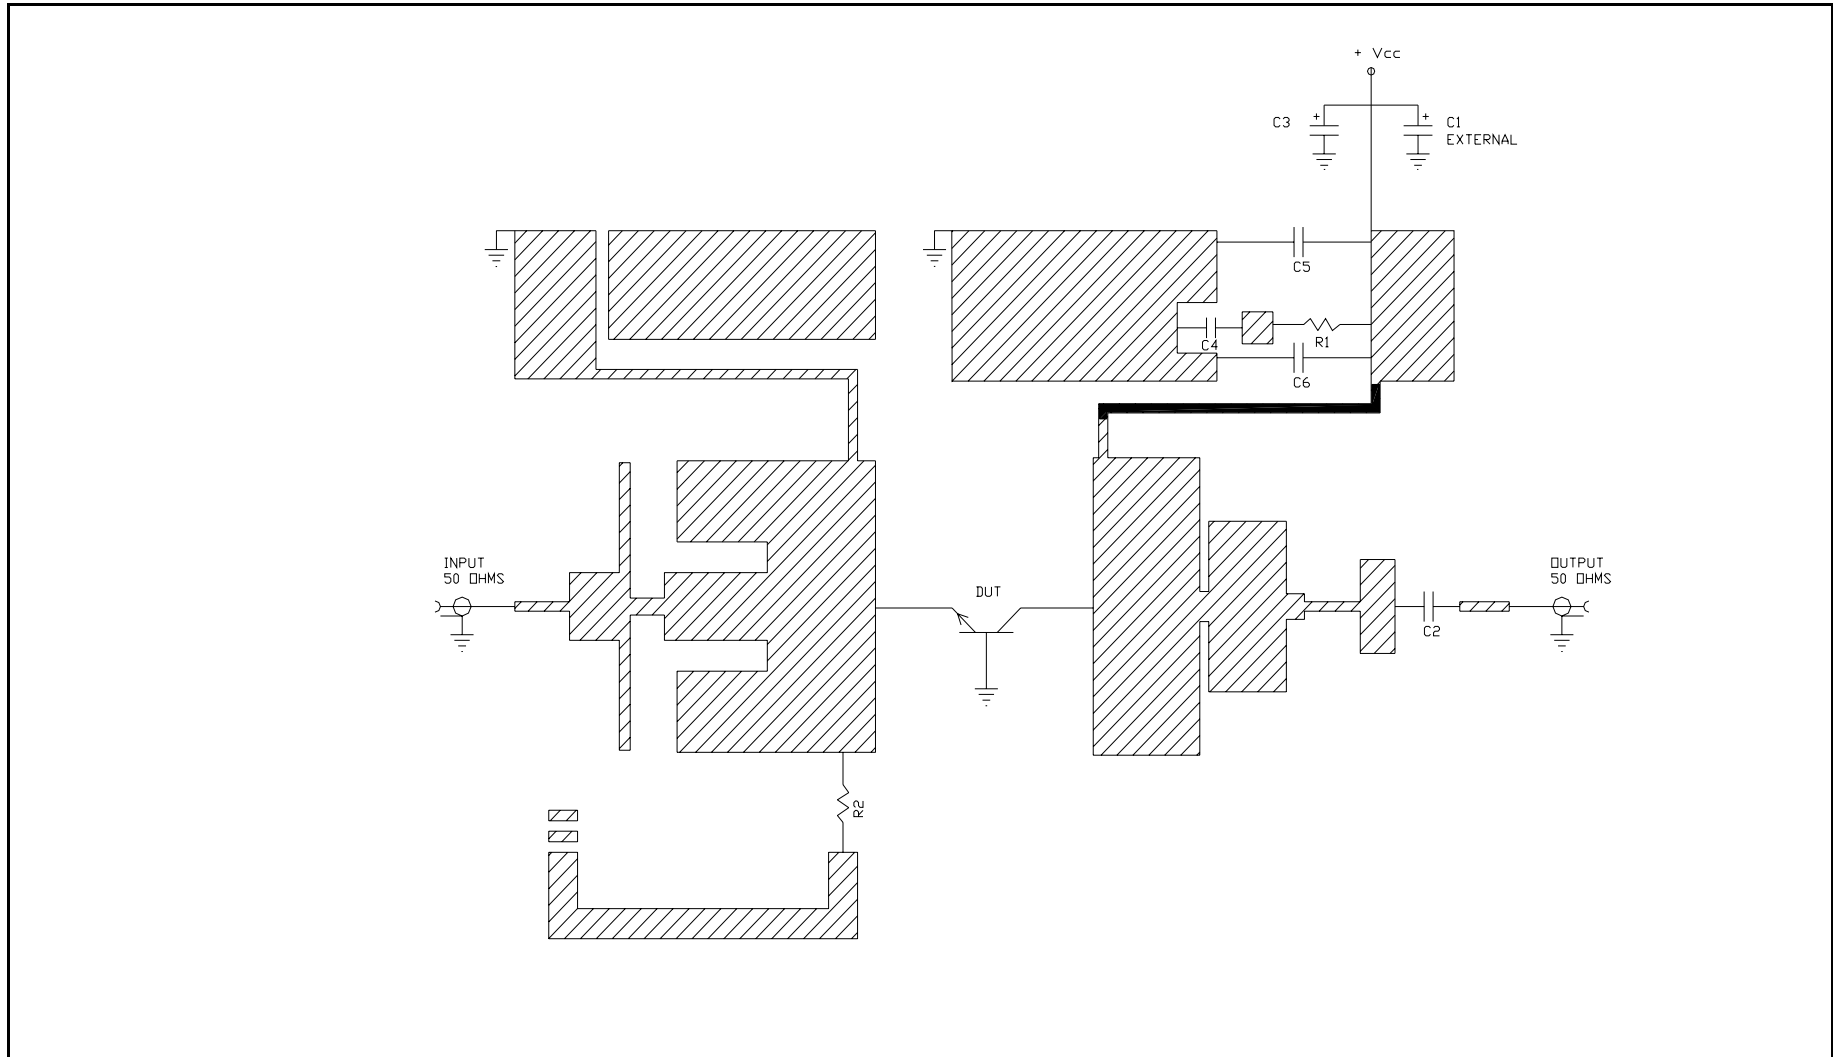 + Vcc
C3
+
+
C1
EXTERNAL
C5
C4
R1
C6
INPUT
50 OHMS
DUT
OUTPUT
50 OHMS
C2
R2